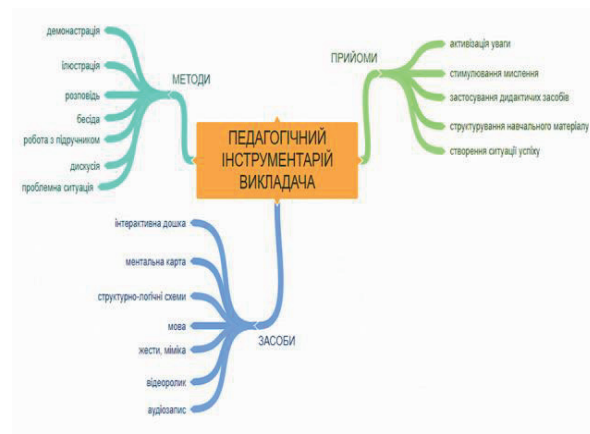 ПЕДАГОГІЧНИЙ
ІНСТРУМЕНТАРІЙ
ВИКЛАДАЧА
МЕТОДИ
демонастрація
ілюстрація
розповідь
бесіда
робота з підручником
дискусія
проблемна ситуація
ПРИЙОМИ
активізація уваги
стимулювання мислення
застосування дидактичних засобів
структурування навчального матеріалу
створення ситуації успіху
ЗАСОБИ
інтерактивна дошка
ментальна карта
структурно-логічні схеми
мова
жести, міміка
відеоролик
аудіозапис